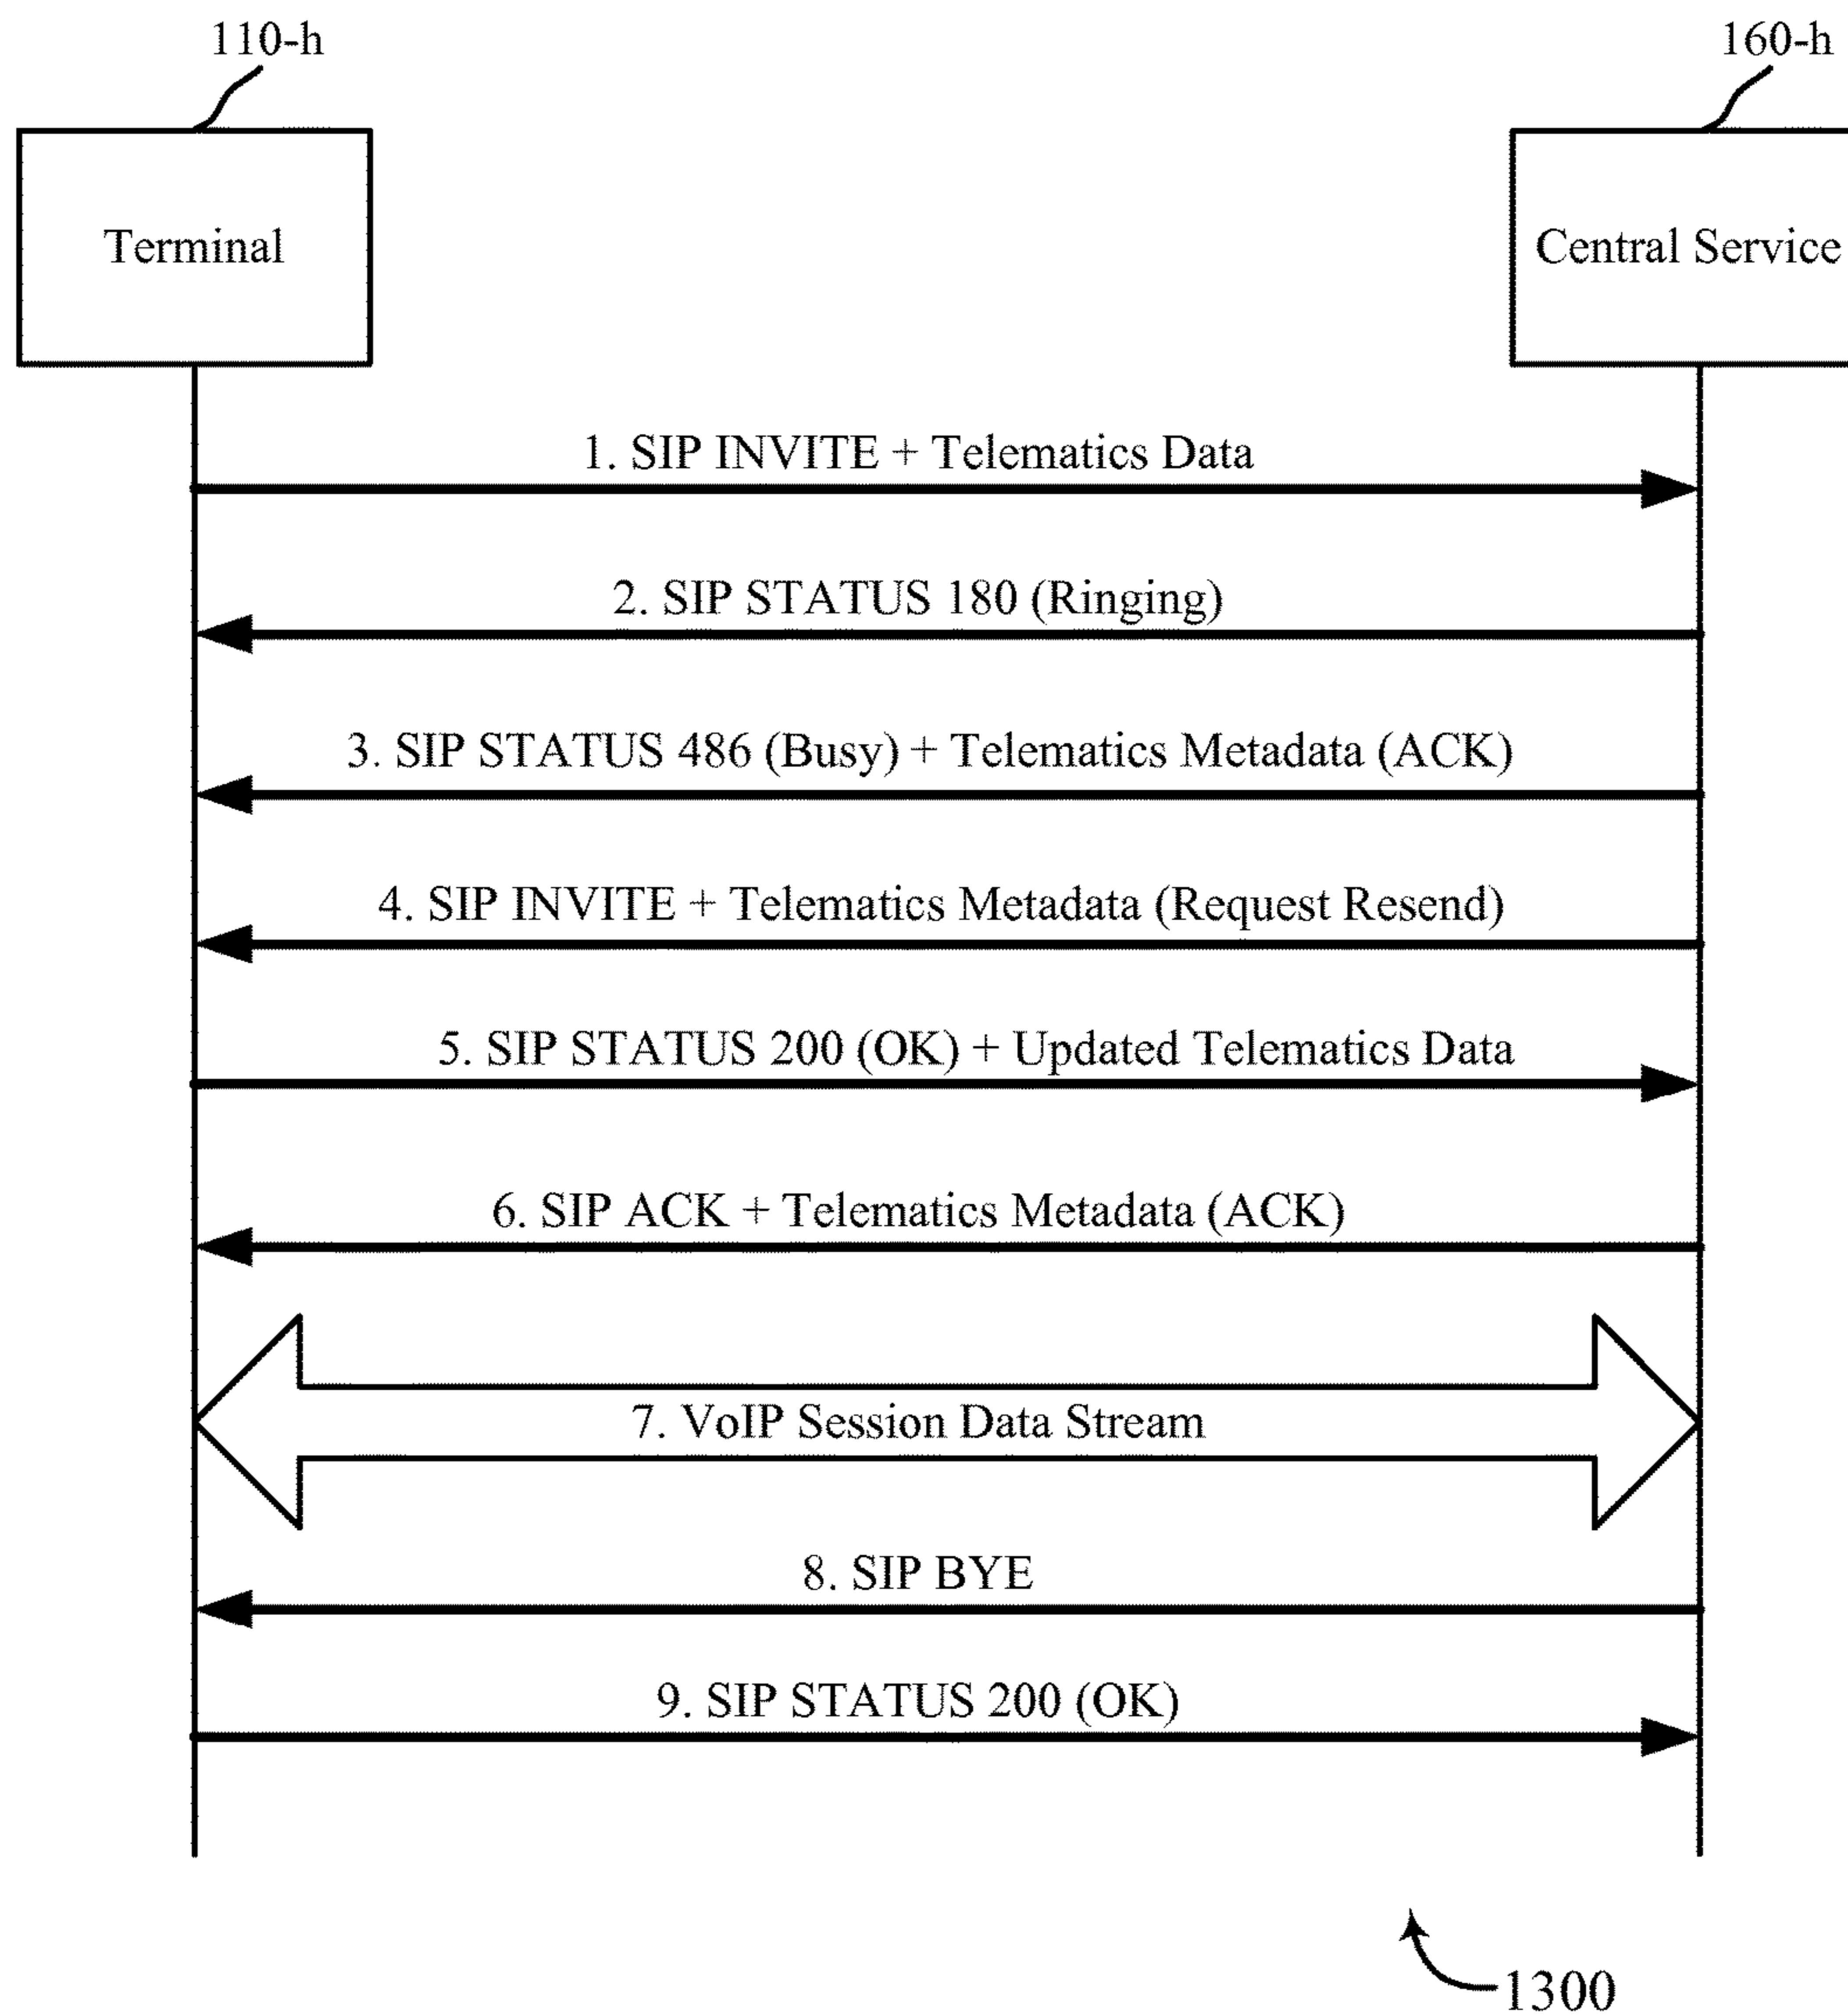 110-h
160-h
Terminal
Central Service
1. SIP INVITE + Telematics Data
2. SIP STATUS 180 (Ringing)
3. SIP STATUS 486 (Busy) + Telematics Metadata (ACK)
4. SIP INVITE + Telematics Metadata (Request Resend)
5. SIP STATUS 200 (OK) + Updated Telematics Data
6. SIP ACK + Telematics Metadata (ACK)
7. VoIP Session Data Stream
8. SIP BYE
9. SIP STATUS 200 (OK)
1300